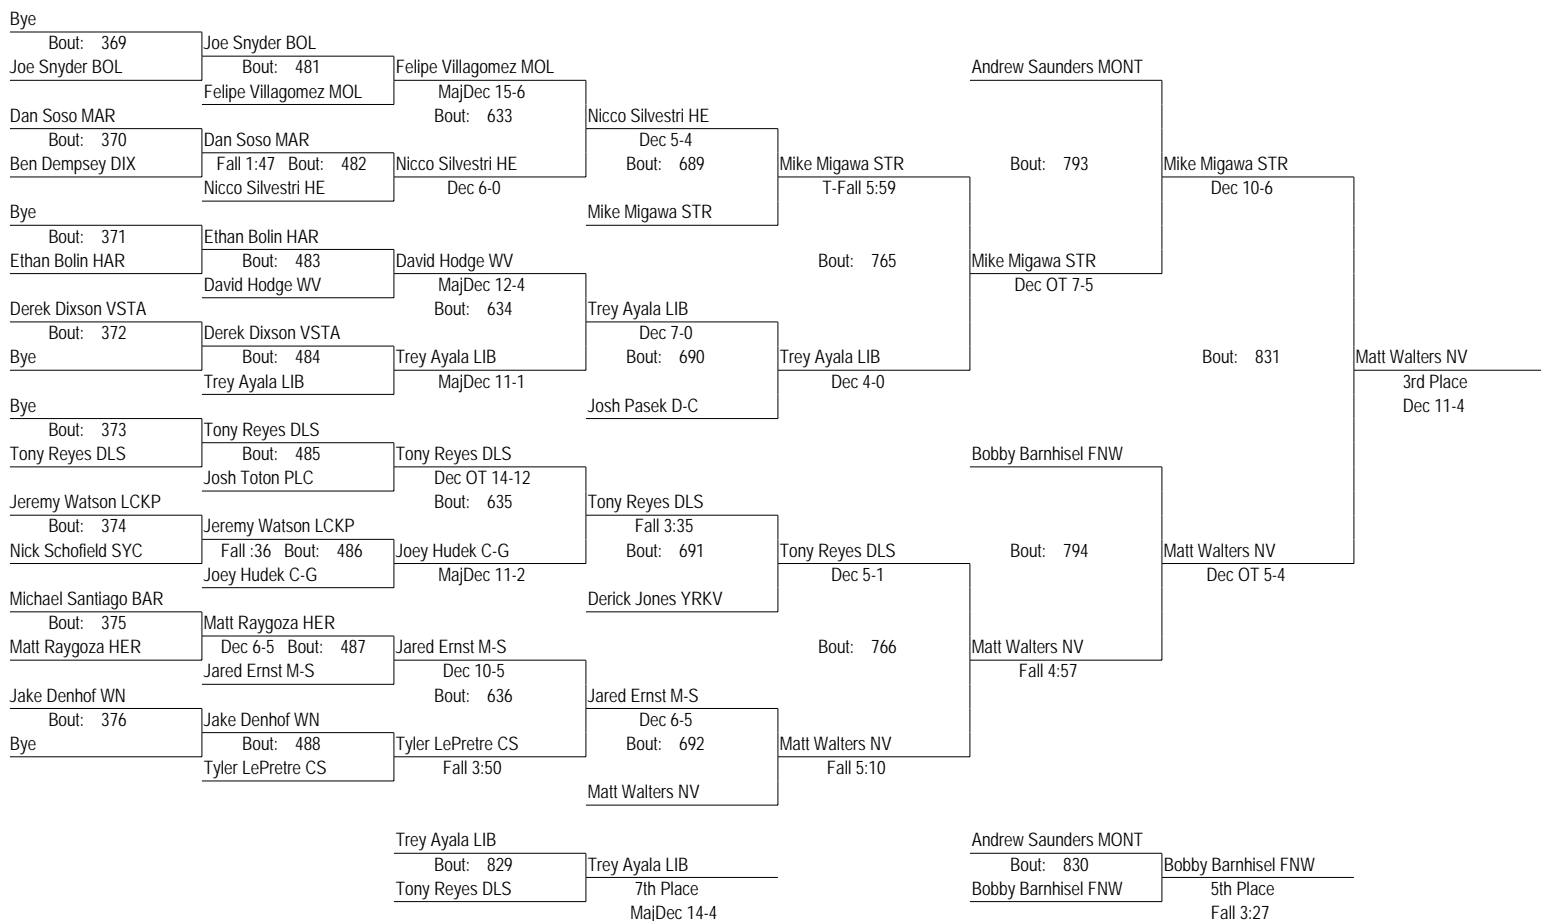 Bye
Bout: 369
Joe Snyder BOL
Joe Snyder BOL
Bout: 481
Felipe Villagomez MOL
Felipe Villagomez MOL
MajDec 15-6
Bout: 633
Dan Soso MAR
Bout: 370
Ben Dempsey DIX
Dan Soso MAR
Fall 1:47 Bout: 482
Nicco Silvestri HE
Nicco Silvestri HE
Dec 6-0
Nicco Silvestri HE
Dec 5-4
Bout: 689
Mike Migawa STR
Mike Migawa STR
T-Fall 5:59
Bye
Bout: 371
Ethan Bolin HAR
Ethan Bolin HAR
Bout: 483
David Hodge WV
David Hodge WV
MajDec 12-4
Bout: 634
Derek Dixson VSTA
Bout: 372
Bye
Derek Dixson VSTA
Bout: 484
Trey Ayala LIB
Trey Ayala LIB
MajDec 11-1
Trey Ayala LIB
Dec 7-0
Bout: 690
Josh Pasek D-C
Trey Ayala LIB
Dec 4-0
Bout: 765
Mike Migawa STR
Dec OT 7-5
Andrew Saunders MONT
Bout: 793
Mike Migawa STR
Dec 10-6
Bye
Bout: 373
Tony Reyes DLS
Tony Reyes DLS
Bout: 485
Josh Toton PLC
Tony Reyes DLS
Dec OT 14-12
Bout: 635
Jeremy Watson LCKP
Bout: 374
Nick Schofield SYC
Jeremy Watson LCKP
Fall :36 Bout: 486
Joey Hudek C-G
Joey Hudek C-G
MajDec 11-2
Tony Reyes DLS
Fall 3:35
Bout: 691
Derick Jones YRKV
Tony Reyes DLS
Dec 5-1
Michael Santiago BAR
Bout: 375
Matt Raygoza HER
Matt Raygoza HER
Dec 6-5 Bout: 487
Jared Ernst M-S
Jared Ernst M-S
Dec 10-5
Bout: 636
Jake Denhof WN
Bout: 376
Bye
Jake Denhof WN
Bout: 488
Tyler LePretre CS
Tyler LePretre CS
Fall 3:50
Jared Ernst M-S
Dec 6-5
Bout: 692
Matt Walters NV
Matt Walters NV
Fall 5:10
Bout: 766
Matt Walters NV
Fall 4:57
Bobby Barnhisel FNW
Bout: 794
Matt Walters NV
Dec OT 5-4
Bout: 831
Matt Walters NV
3rd Place
Dec 11-4
Trey Ayala LIB
Bout: 829
Tony Reyes DLS
Trey Ayala LIB
7th Place
MajDec 14-4
Andrew Saunders MONT
Bout: 830
Bobby Barnhisel FNW
Bobby Barnhisel FNW
5th Place
Fall 3:27